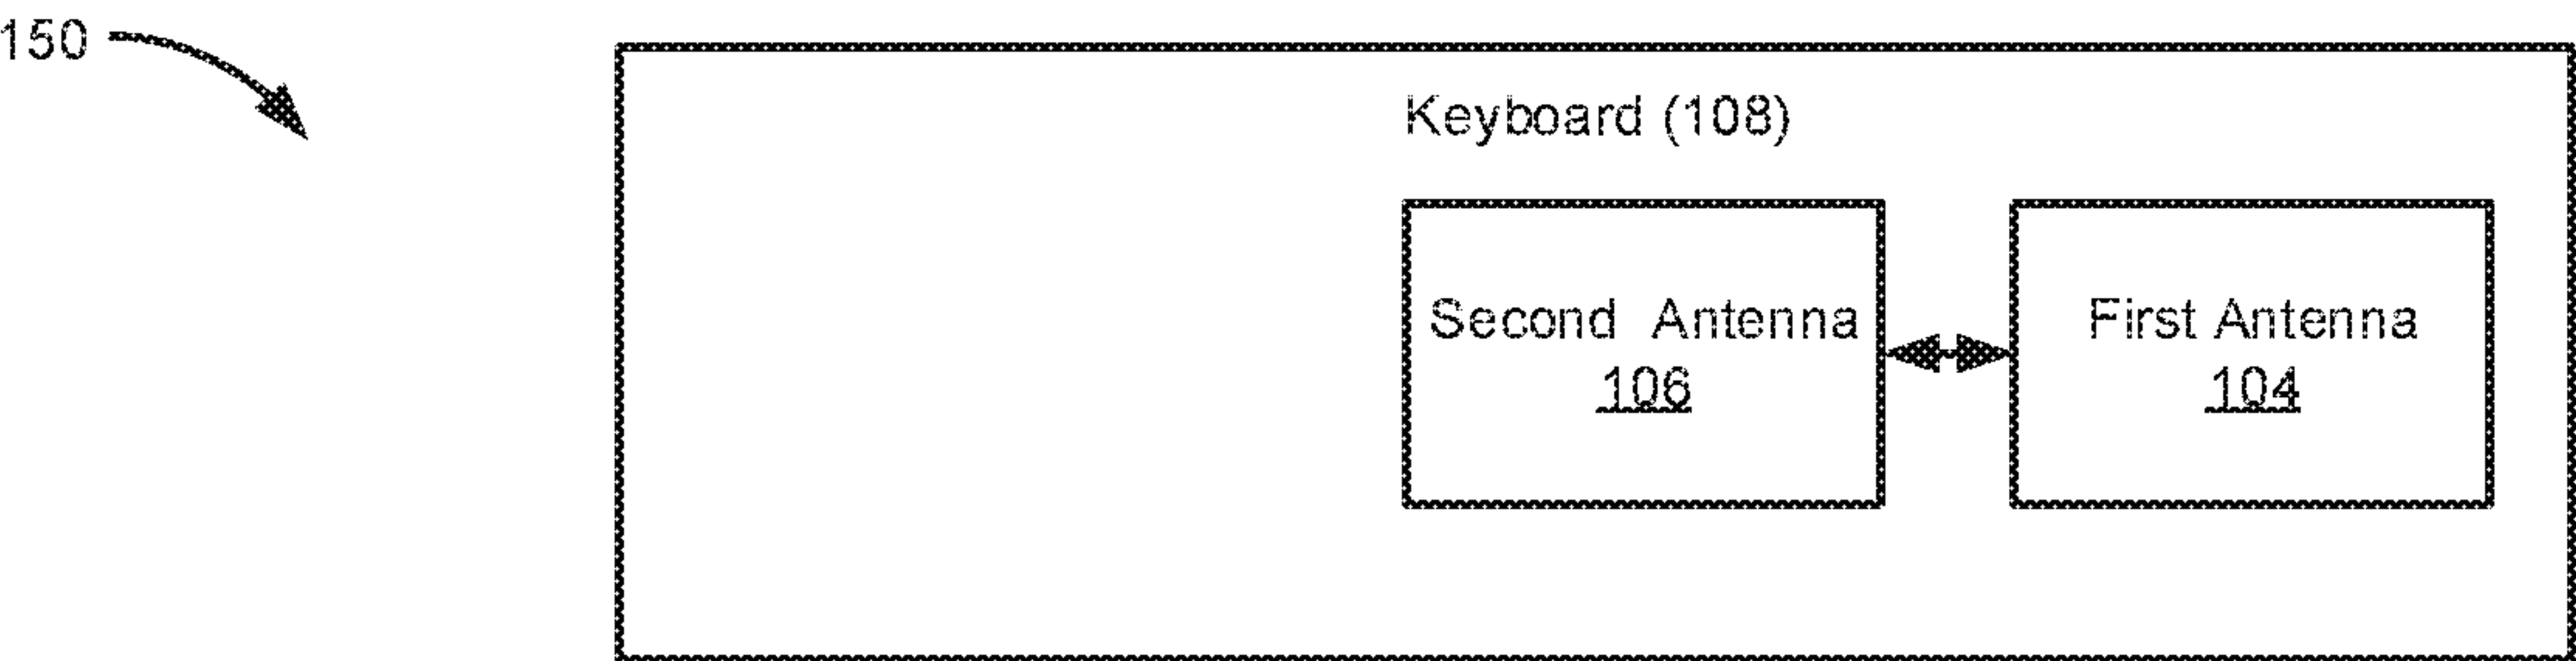 150
Keyboard (108)
Second Antenna
106
First Antenna
104